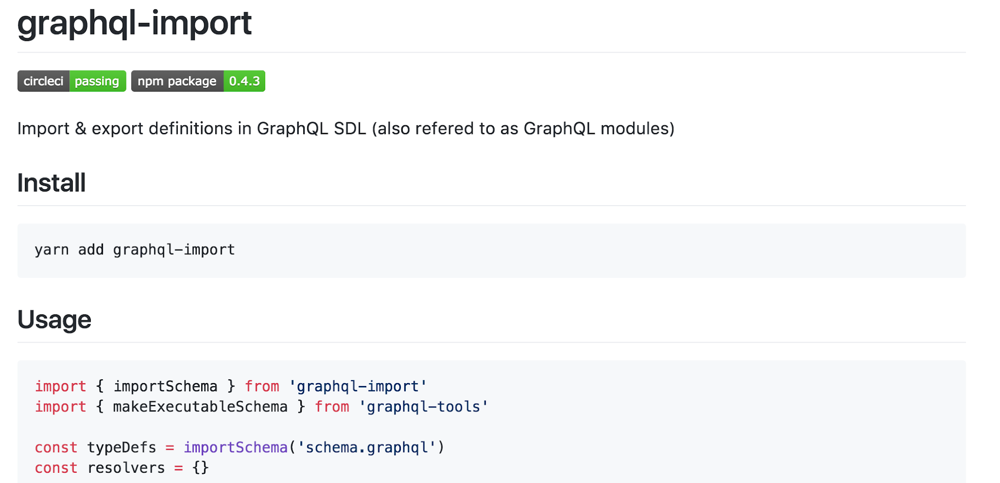 graphql-import
circleci passing npm package 0.4.3
Import & export definitions in GraphQL SDL (also refered to as GraphQL modules)
Install
yarn add graphql-import
Usage
import { importSchema } from 'graphql-import'
import { makeExecutableSchema } from 'graphql-tools'
const typeDefs = importSchema('schema.graphql')
const resolvers = {}